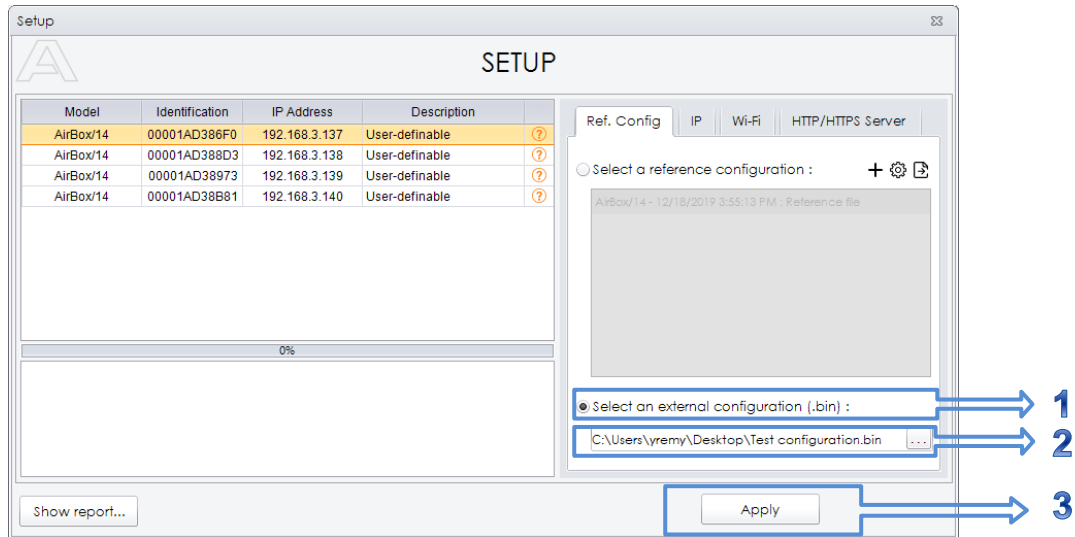 Setup
SETUP
Model Identification IP Address Description
AirBox/14 00001AD386F0 192.168.3.137 User-definable ?
AirBox/14 00001AD388D3 192.168.3.138 User-definable ?
AirBox/14 00001AD38973 192.168.3.139 User-definable ?
AirBox/14 00001AD38B81 192.168.3.140 User-definable ?
0%
Ref. Config IP Wi-Fi HTTP/HTTPS Server
Select a reference configuration :
AirBox/14 - 12/18/2019 3:55:13 PM : Reference file
Select an external configuration (.bin) :
1
C:\Users\yremy\Desktop\Test configuration.bin ...
2
Show report...
Apply
3